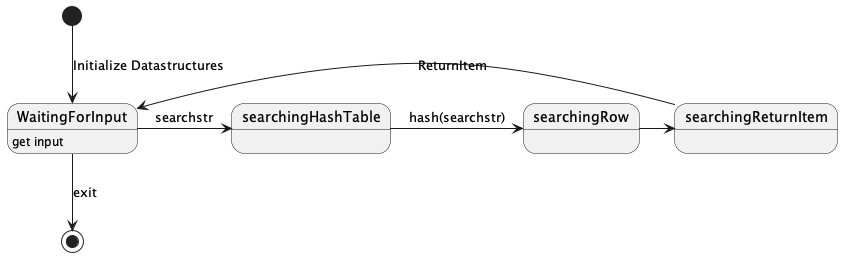 Initialize Datastructures
ReturnItem
WaitingForInput
get input
searchstr
searchingHashTable
hash(searchstr)
searchingRow
searchingReturnItem
exit